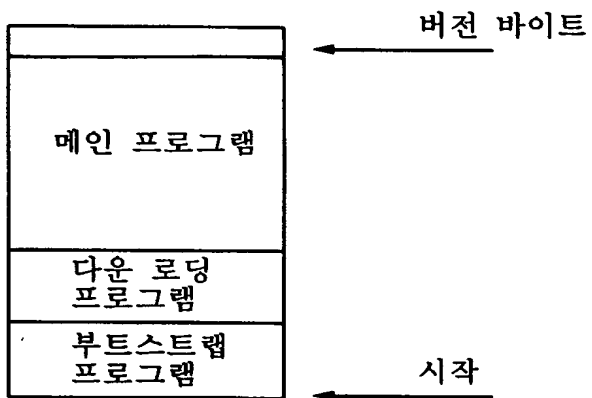 버전 바이트
메인 프로그램
다운 로딩
프로그램
부트스트랩
프로그램
시작